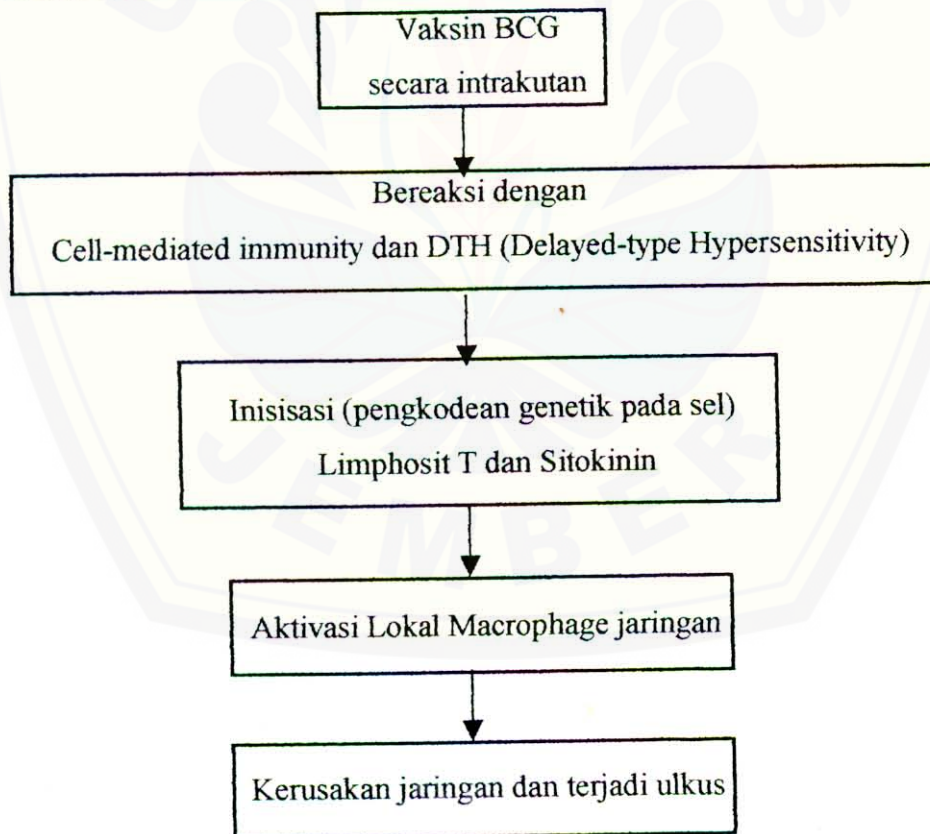 Vaksin BCG
secara intrakutan
Bereaksi dengan
Cell-mediated immunity dan DTH (Delayed-type Hypersensitivity)
Inisisasi (pengkodean genetik pada sel)
Limphosit T dan Sitokinin
Aktivasi Lokal Macrophage jaringan
Kerusakan jaringan dan terjadi ulkus
JEMBER